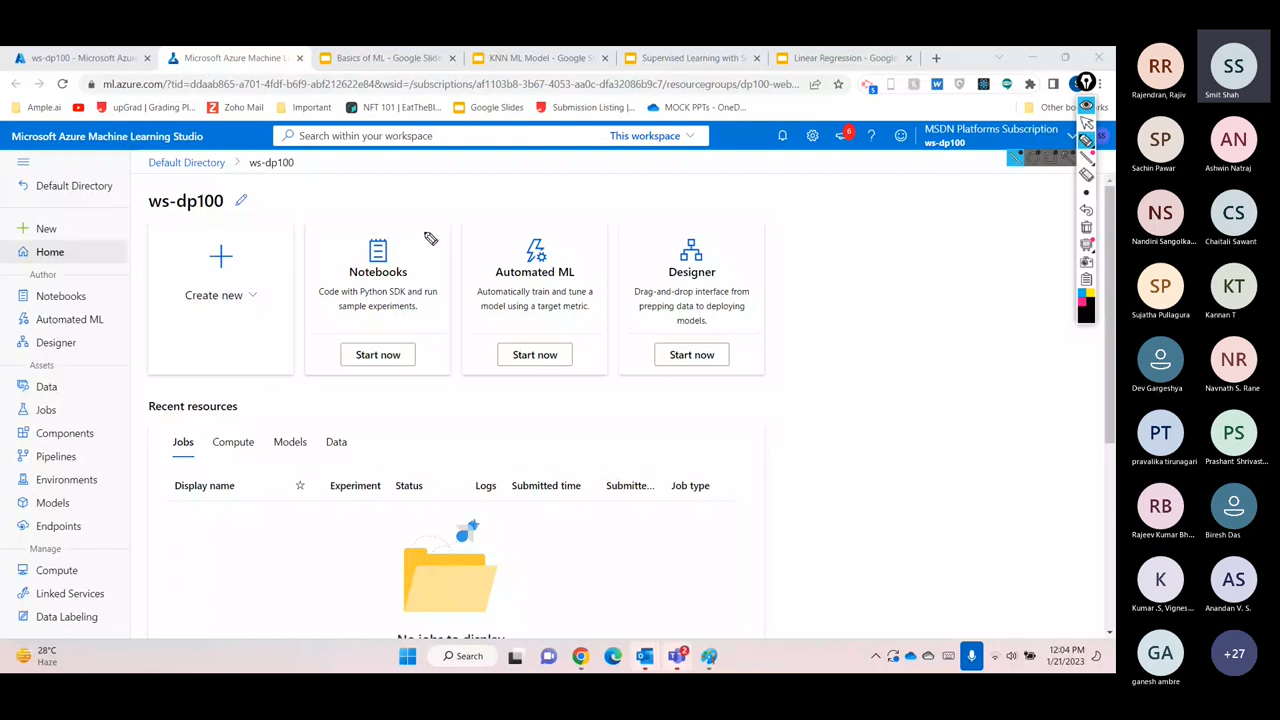 ws-dp100 - Microsoft Azure
Microsoft Azure Machine L
Basics of ML - Google Slide
KNN ML Model - Google S
Supervised Learning with S
Linear Regression - Google
ml.azure.com/?tid=ddaab865-a701-4fdf-bf6f9-abf212622e848&wsid=/subscriptions/af1103b8-3b67-4053-aa0c-dfa32086b9c7/resourcegroups/dp100-web...
Ample.ai
upGrad | Grading Pl...
Zoho Mail
Important
NFT 101 | EatTheBl...
Google Slides
Submission Listing |...
MOCK PPTs - OneD...
Other boo
Microsoft Azure Machine Learning Studio
Search within your workspace
This workspace
6
MSDN Platforms Subscription
ws-dp100
Default Directory > ws-dp100
Default Directory
New
Home
Author
Notebooks
Automated ML
Designer
Assets
Data
Jobs
Components
Pipelines
Environments
Models
Endpoints
Manage
Compute
Linked Services
Data Labeling
ws-dp100
Create new
Notebooks
Code with Python SDK and run
sample experiments.
Start now
Automated ML
Automatically train and tune a
model using a target metric.
Start now
Designer
Drag-and-drop interface from
prepping data to deploying
models.
Start now
Recent resources
Jobs Compute Models Data
Display name Experiment Status Logs Submitted time Submitte... Job type
No jobs to display
28°C
Haze
Search
2
12:04 PM
1/21/2023
RR
Rajendran, Rajiv
SS
Smit Shah
SP
Sachin Pawar
AN
Ashwin Natraj
NS
Nandini Sangolka...
CS
Chaitali Sawant
SP
Sujatha Pullagura
KT
Kannan T
Dev Gargeshya
NR
Navnath S. Rane
PT
pravalika tirunagari
PS
Prashant Shrivast...
RB
Rajeev Kumar Bh...
Biresh Das
K
Kumar .S, Vignes...
AS
Anandan V. S.
GA
ganesh ambre
+27